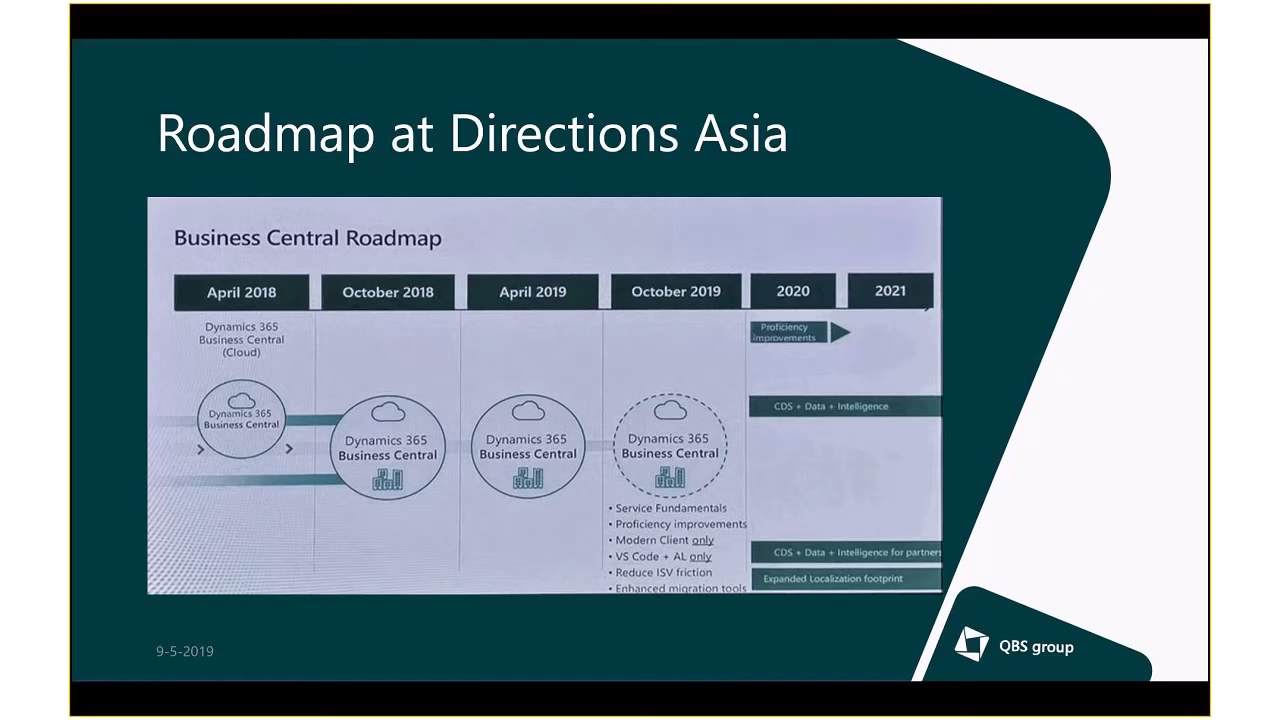 Roadmap at Directions Asia
Business Central Roadmap
April 2018
October 2018
April 2019
October 2019
2020
2021
Dynamics 365
Business Central
(Cloud)
Dynamics 365
Business Central
Dynamics 365
Business Central
Dynamics 365
Business Central
Dynamics 365
Business Central
• Service Fundamentals
• Proficiency improvements
• Modern Client only
• VS Code + AL only
• Reduce ISV friction
• Enhanced migration tools
Proficiency
improvements
CDS + Data + Intelligence
CDS + Data + Intelligence for partners
Expanded Localization footprint
9-5-2019
QBS group